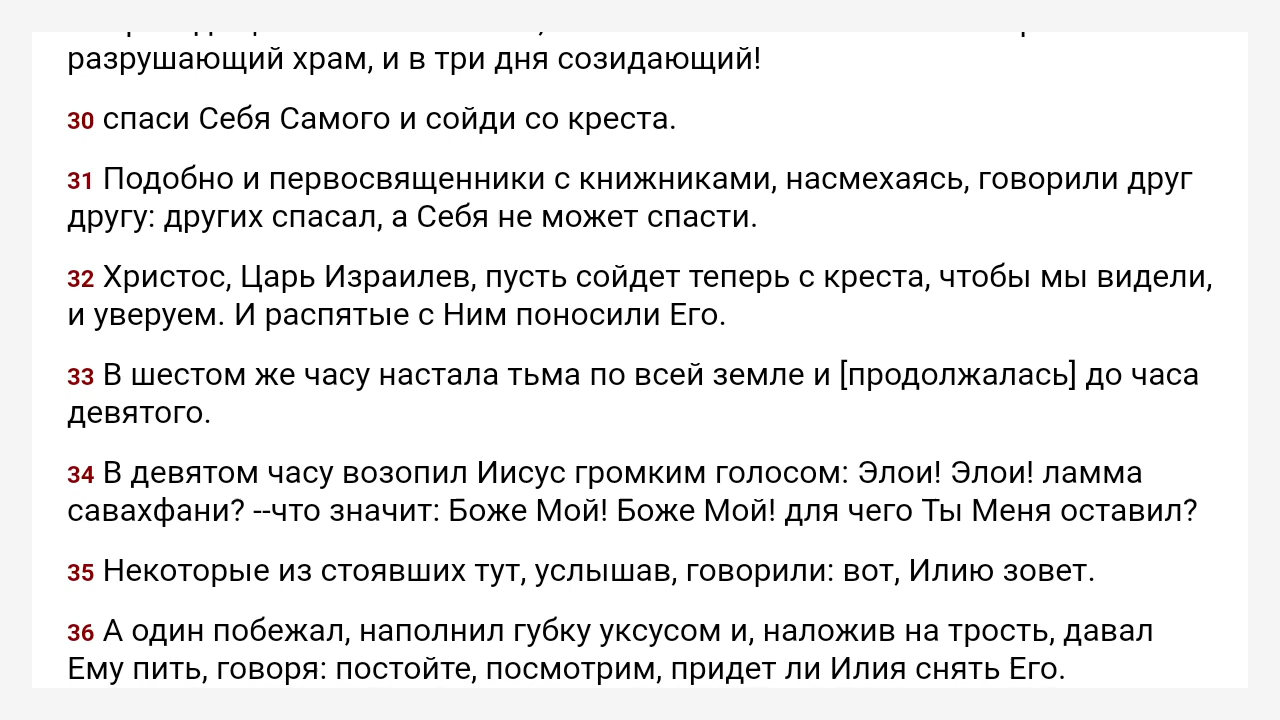 разрушающий храм, и в три дня созидающий!
30 спаси Себя Самого и сойди со креста.
31 Подобно и первосвященники с книжниками, насмехаясь, говорили друг
другу: других спасал, а Себя не может спасти.
32 Христос, Царь Израилев, пусть сойдет теперь с креста, чтобы мы видели,
и уверуем. И распятые с Ним поносили Его.
33 В шестом же часу настала тьма по всей земле и [продолжалась] до часа
девятого.
34 В девятом часу возопил Иисус громким голосом: Элои! Элои! ламма
савахфани? --что значит: Боже Мой! Боже Мой! для чего Ты Меня оставил?
35 Некоторые из стоявших тут, услышав, говорили: вот, Илию зовет.
36 А один побежал, наполнил губку уксусом и, наложив на трость, давал
Ему пить, говоря: постойте, посмотрим, придет ли Илия снять Его.